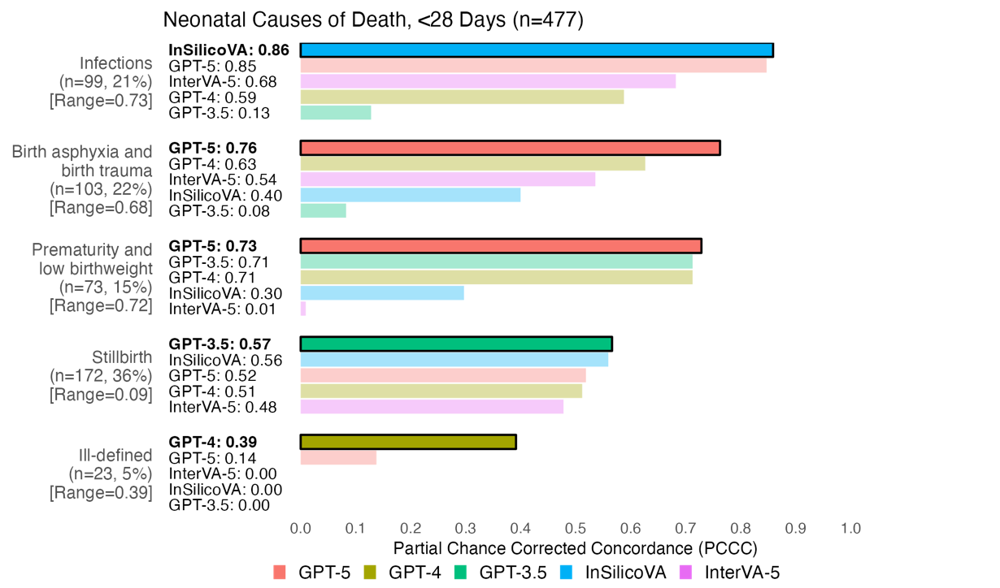 Neonatal Causes of Death, <28 Days (n=477)
Infections
(n=99, 21%)
[Range=0.73]
InSilicoVA: 0.86
GPT-5: 0.85
InterVA-5: 0.68
GPT-4: 0.59
GPT-3.5: 0.13
Birth asphyxia and
birth trauma
(n=103, 22%)
[Range=0.68]
GPT-5: 0.76
GPT-4: 0.63
InterVA-5: 0.54
InSilicoVA: 0.40
GPT-3.5: 0.08
Prematurity and
low birthweight
(n=73, 15%)
[Range=0.72]
GPT-5: 0.73
GPT-3.5: 0.71
GPT-4: 0.71
InSilicoVA: 0.30
InterVA-5: 0.01
Stillbirth
(n=172, 36%)
[Range=0.09]
GPT-3.5: 0.57
InSilicoVA: 0.56
GPT-5: 0.52
GPT-4: 0.51
InterVA-5: 0.48
Ill-defined
(n=23, 5%)
[Range=0.39]
GPT-4: 0.39
GPT-5: 0.14
InterVA-5: 0.00
InSilicoVA: 0.00
GPT-3.5: 0.00
0.0 0.1 0.2 0.3 0.4 0.5 0.6 0.7 0.8 0.9 1.0
Partial Chance Corrected Concordance (PCCC)
GPT-5 GPT-4 GPT-3.5 InSilicoVA InterVA-5